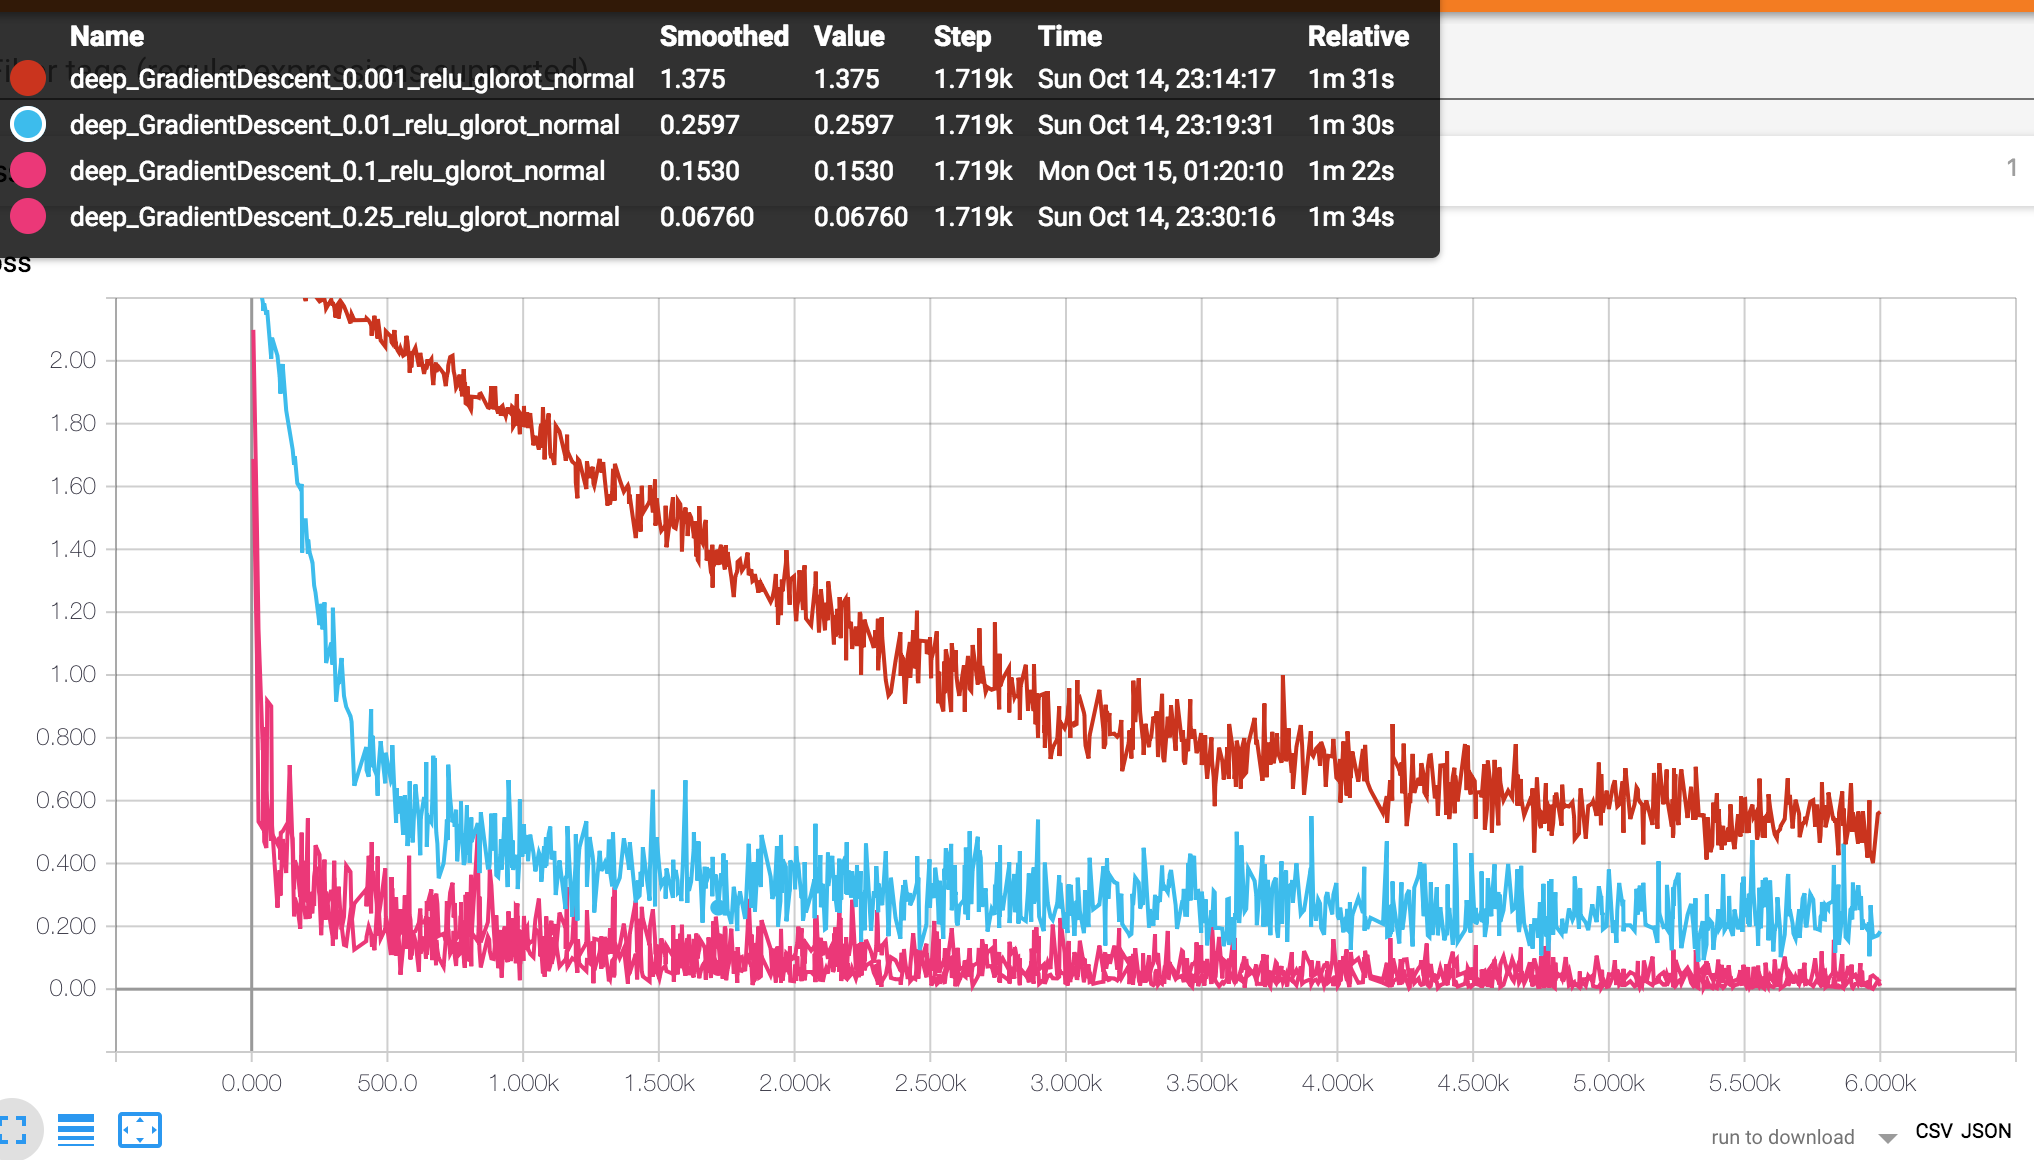 Name Smoothed Value Step Time Relative
Filter tags (regular expressions supported)
deep_GradientDescent_0.001_relu_glorot_normal 1.375 1.375 1.719k Sun Oct 14, 23:14:17 1m 31s
deep_GradientDescent_0.01_relu_glorot_normal 0.2597 0.2597 1.719k Sun Oct 14, 23:19:31 1m 30s
deep_GradientDescent_0.1_relu_glorot_normal 0.1530 0.1530 1.719k Mon Oct 15, 01:20:10 1m 22s
1
deep_GradientDescent_0.25_relu_glorot_normal 0.06760 0.06760 1.719k Sun Oct 14, 23:30:16 1m 34s
oss
2.00
1.80
1.60
1.40
1.20
1.00
0.800
0.600
0.400
0.200
0.00
0.000 500.0 1.000k 1.500k 2.000k 2.500k 3.000k 3.500k 4.000k 4.500k 5.000k 5.500k 6.000k
run to download CSV JSON